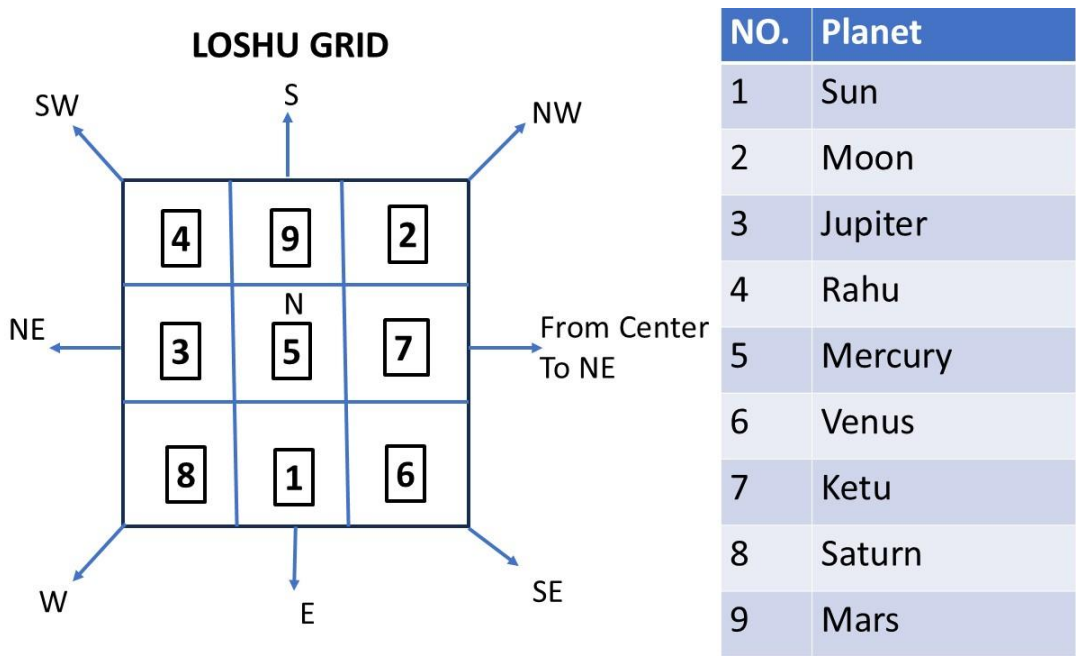 LOSHU GRID
SW
S
NW
4
9
2
NE
N
3
5
7
From Center
To NE
8
1
6
W
E
SE
NO. Planet
1 Sun
2 Moon
3 Jupiter
4 Rahu
5 Mercury
6 Venus
7 Ketu
8 Saturn
9 Mars